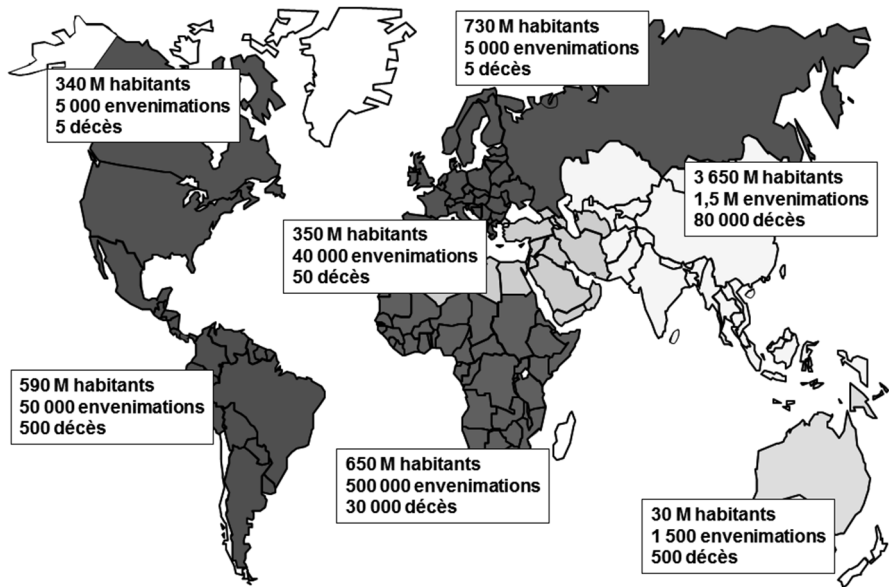 730 M habitants
5 000 envenimations
5 décès
340 M habitants
5 000 envenimations
5 décès
3 650 M habitants
1,5 M envenimations
80 000 décès
350 M habitants
40 000 envenimations
50 décès
590 M habitants
50 000 envenimations
500 décès
650 M habitants
500 000 envenimations
30 000 décès
30 M habitants
1 500 envenimations
500 décès